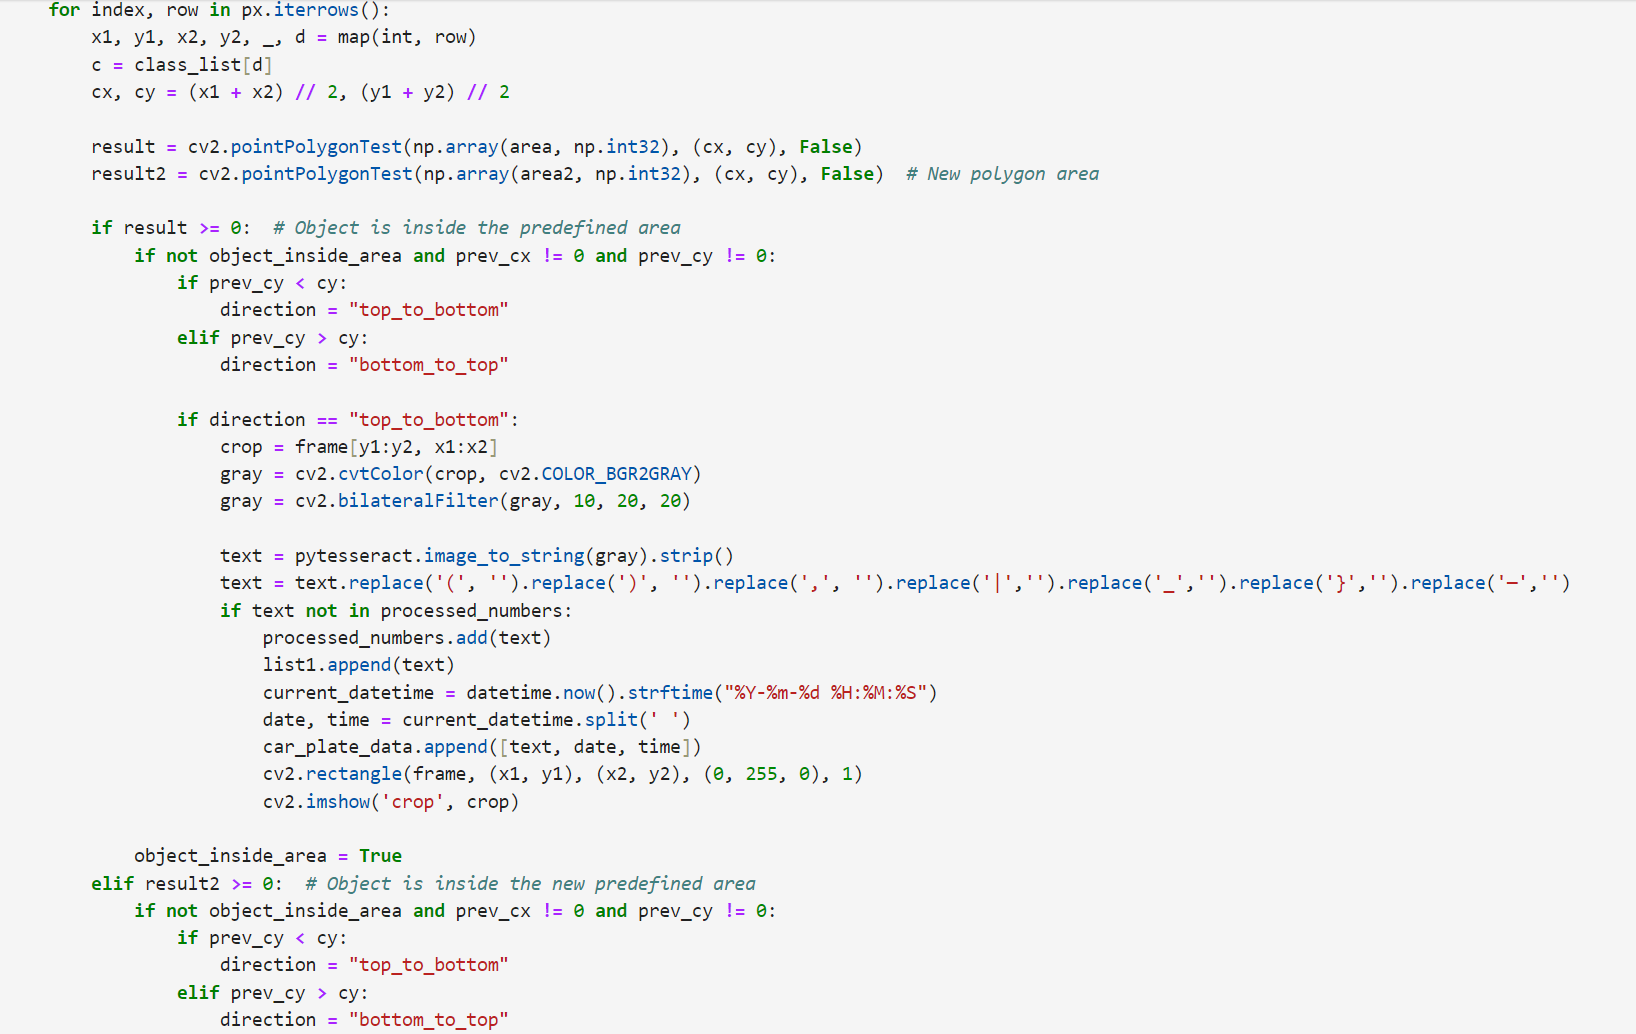 for index, row in px.iterrows():
x1, y1, x2, y2, _, d = map(int, row)
c = class_list[d]
cx, cy = (x1 + x2) // 2, (y1 + y2) // 2
result = cv2.pointPolygonTest(np.array(area, np.int32), (cx, cy), False)
result2 = cv2.pointPolygonTest(np.array(area2, np.int32), (cx, cy), False)  # New polygon area
if result >= 0:  # Object is inside the predefined area
if not object_inside_area and prev_cx != 0 and prev_cy != 0:
if prev_cy < cy:
direction = "top_to_bottom"
elif prev_cy > cy:
direction = "bottom_to_top"
if direction == "top_to_bottom":
crop = frame[y1:y2, x1:x2]
gray = cv2.cvtColor(crop, cv2.COLOR_BGR2GRAY)
gray = cv2.bilateralFilter(gray, 10, 20, 20)
text = pytesseract.image_to_string(gray).strip()
text = text.replace('(', '').replace(')', '').replace(',', '').replace('|','').replace('_','').replace('}','').replace('—','')
if text not in processed_numbers:
processed_numbers.add(text)
list1.append(text)
current_datetime = datetime.now().strftime("%Y-%m-%d %H:%M:%S")
date, time = current_datetime.split(' ')
car_plate_data.append([text, date, time])
cv2.rectangle(frame, (x1, y1), (x2, y2), (0, 255, 0), 1)
cv2.imshow('crop', crop)
object_inside_area = True
elif result2 >= 0:  # Object is inside the new predefined area
if not object_inside_area and prev_cx != 0 and prev_cy != 0:
if prev_cy < cy:
direction = "top_to_bottom"
elif prev_cy > cy:
direction = "bottom_to_top"